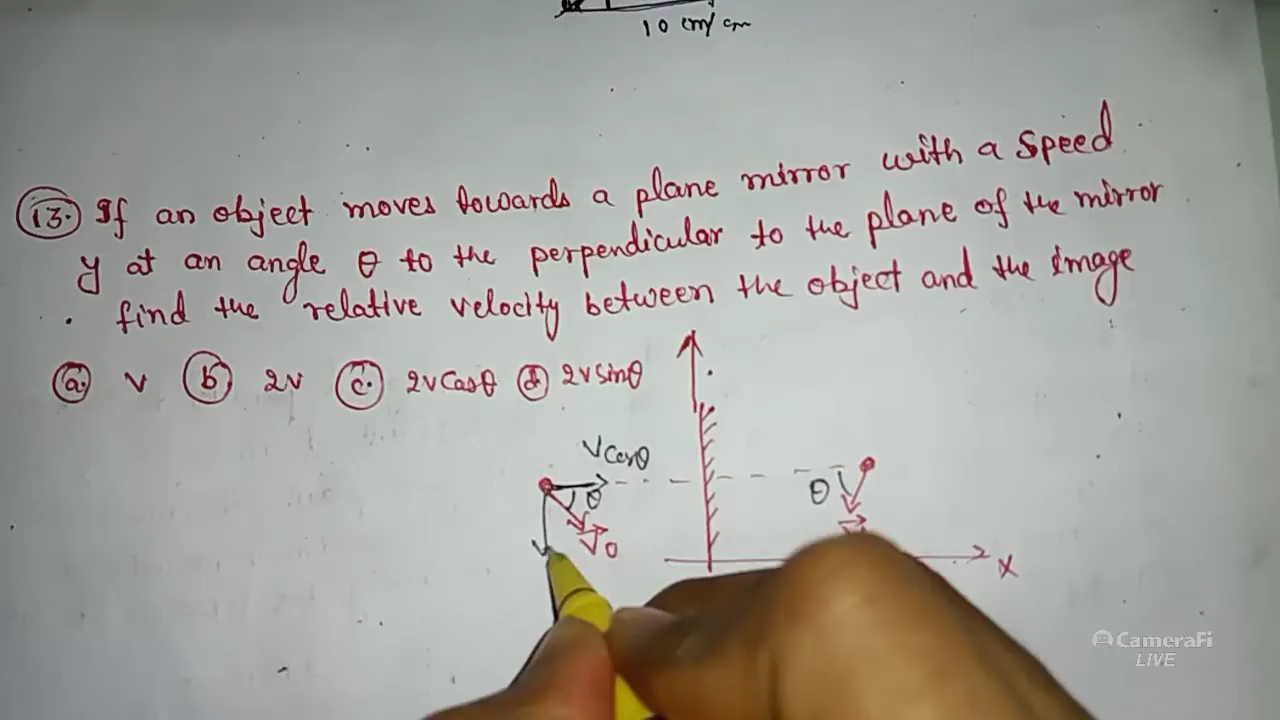 10 cm/cm
13. If an object moves towards a plane mirror with a speed
y at an angle θ to the perpendicular to the plane of the mirror
. find the relative velocity between the object and the image
a. v b 2v c. 2vCosθ d 2vSinθ
VCosθ
θ
V0
θ
X
CameraFi
LIVE